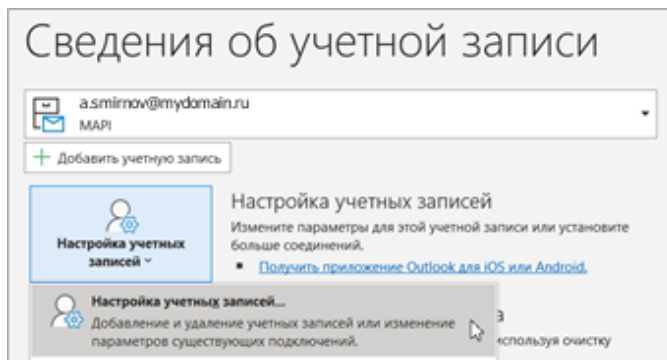 Сведения об учетной записи
a.smirnov@mydomain.ru
MAPI
Добавить учетную запись
Настройка учетных записей
Измените параметры для этой учетной записи или установите
больше соединений.
Получить приложение Outlook для iOS или Android.
Настройка учетных
записей
Настройка учетных записей...
Добавление и удаление учетных записей или изменение
параметров существующих подключений.
а
используя очистку